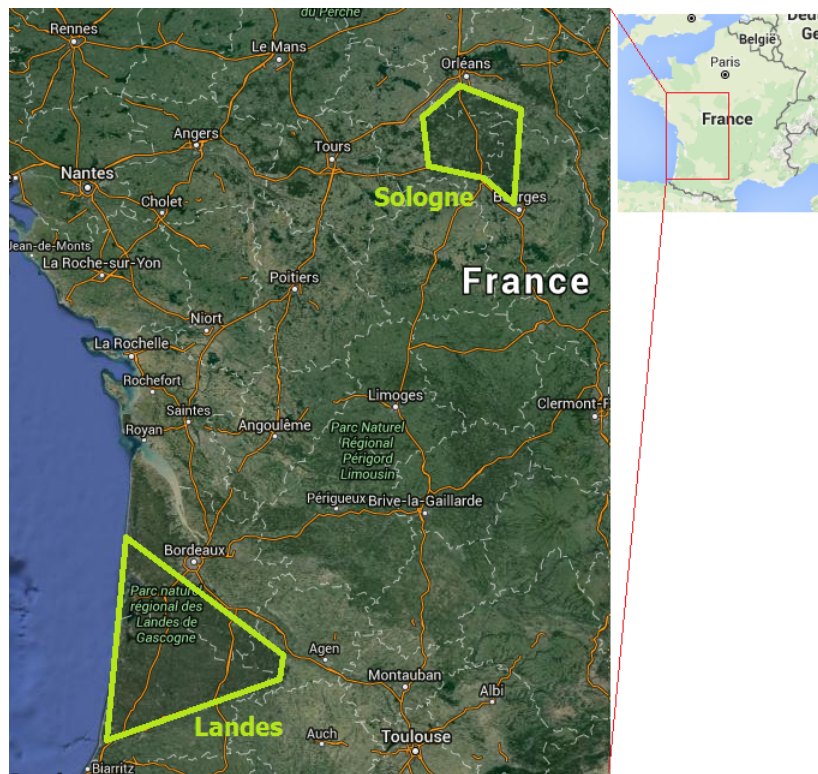 du Perche
Rennes
Le Mans
Orléans
Angers
Tours
Nantes
Cholet
Sologne
Bourges
Jean-de-Monts
La Roche-sur-Yon
Poitiers
France
Niort
La Rochelle
Rochefort
Limoges
Saintes
Clermont-F
Royan
Angoulême
Parc Naturel
Régional
Périgord
Limousin
Périgueux
Brive-la-Gaillarde
Bordeaux
Parc naturel
régional des
Landes de
Gascogne
Agen
Montauban
Albi
Landes
Auch
Toulouse
Biarritz
België
Paris
France